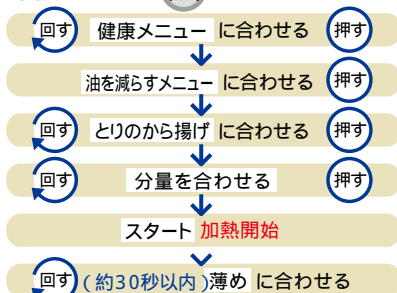 回す 健康メニュー に合わせる 押す
油を減らすメニュー に合わせる 押す
回す とりのから揚げ に合わせる 押す
回す 分量を合わせる 押す
スタート 加熱開始
回す (約30秒以内)薄め に合わせる